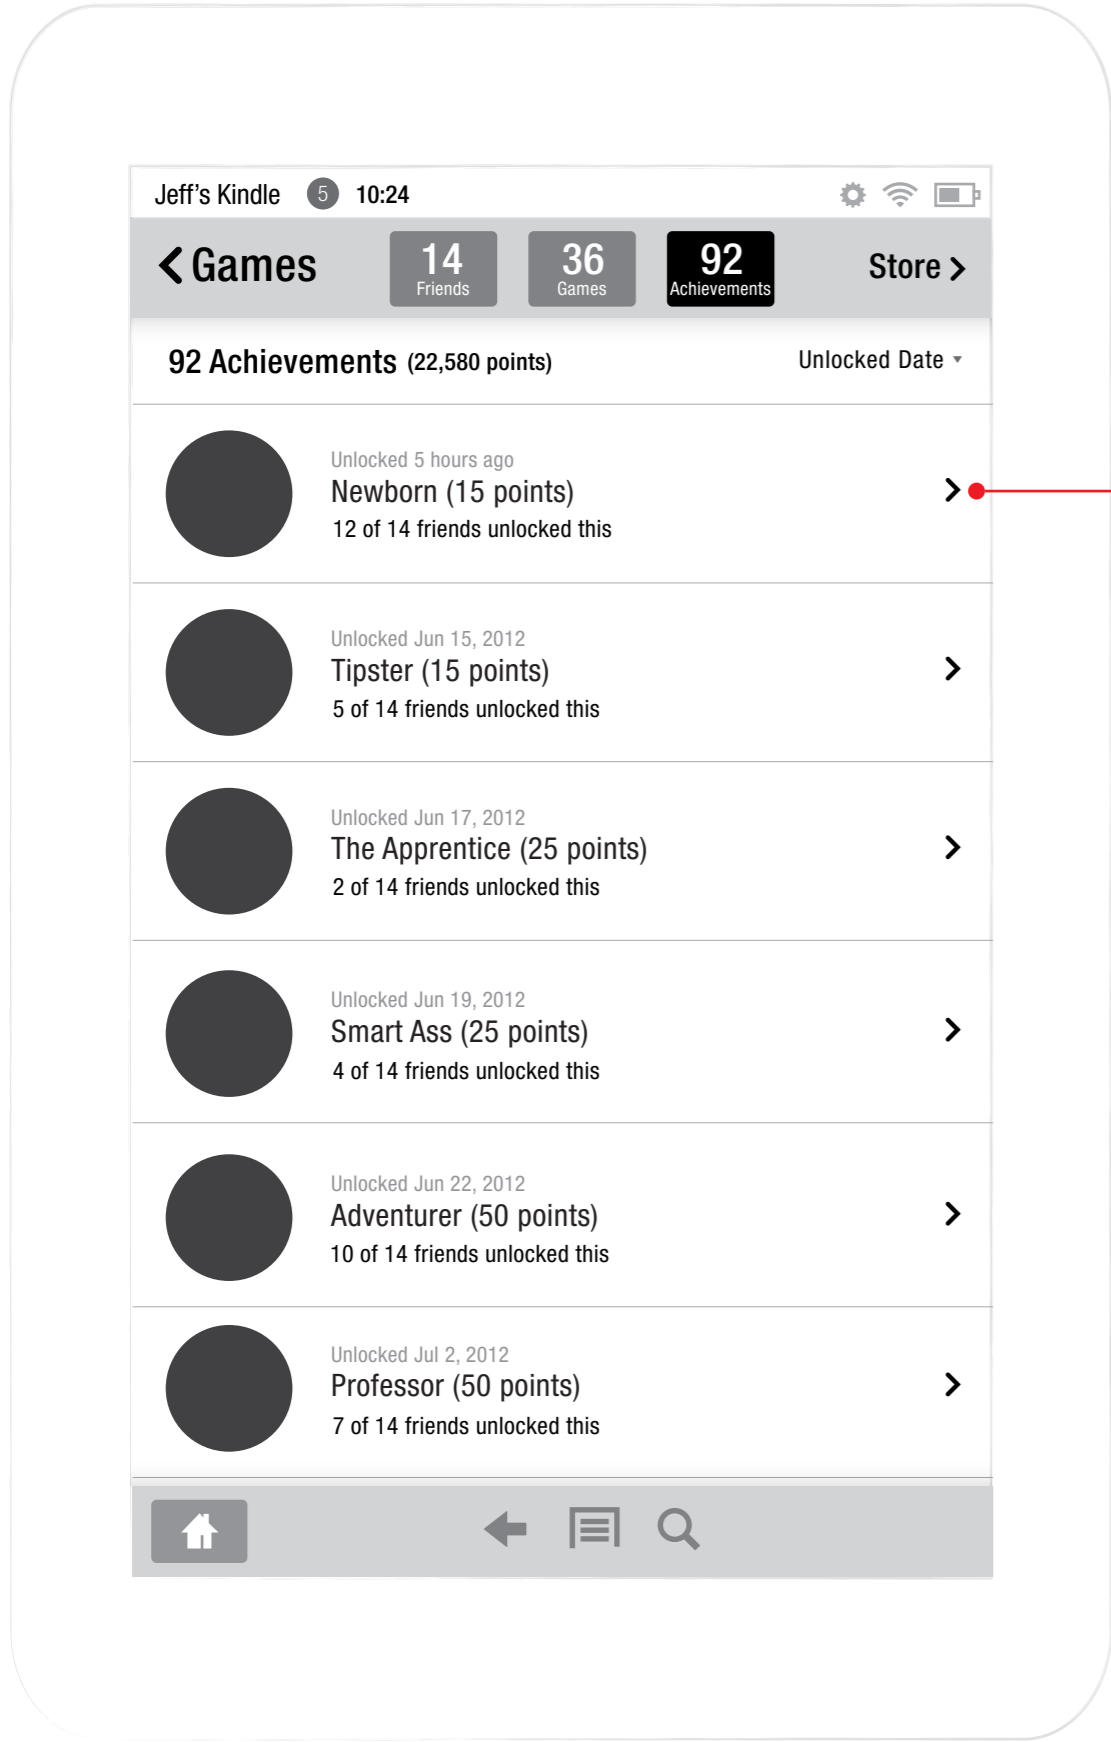 Jeff's Kindle 5 10:24
Games
14
Friends
36
Games
92
Achievements
Store
92 Achievements (22,580 points)
Unlocked Date
Unlocked 5 hours ago
Newborn (15 points)
12 of 14 friends unlocked this
Unlocked Jun 15, 2012
Tipster (15 points)
5 of 14 friends unlocked this
Unlocked Jun 17, 2012
The Apprentice (25 points)
2 of 14 friends unlocked this
Unlocked Jun 19, 2012
Smart Ass (25 points)
4 of 14 friends unlocked this
Unlocked Jun 22, 2012
Adventurer (50 points)
10 of 14 friends unlocked this
Unlocked Jul 2, 2012
Professor (50 points)
7 of 14 friends unlocked this